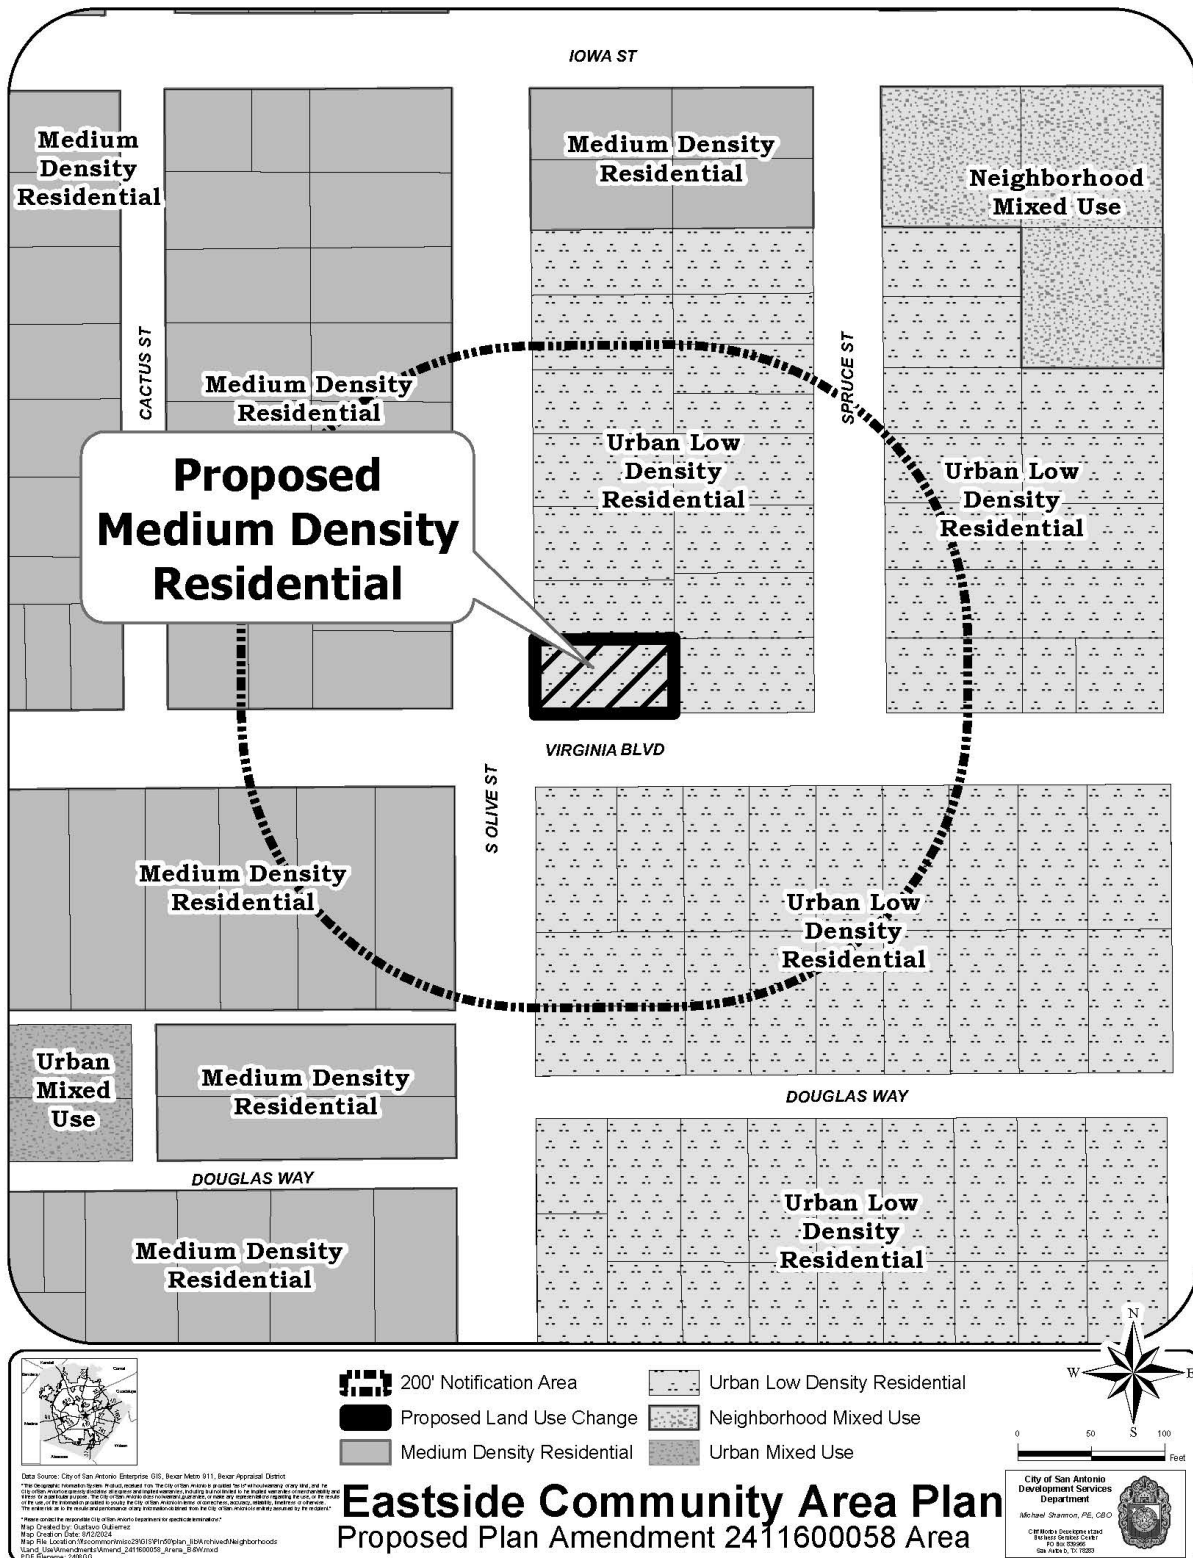 IOWA ST
Medium
Density
Residential
Medium Density
Residential
Neighborhood
Mixed Use
CACTUS ST
SPRUCE ST
Medium Density
Residential
Urban Low
Density
Residential
Urban Low
Density
Residential
Proposed
Medium Density
Residential
VIRGINIA BLVD
S OLIVE ST
Medium Density
Residential
Urban Low
Density
Residential
Urban
Mixed
Use
Medium Density
Residential
DOUGLAS WAY
DOUGLAS WAY
Medium Density
Residential
Urban Low
Density
Residential
N
W
E
S
200' Notification Area
Proposed Land Use Change
Medium Density Residential
Urban Low Density Residential
Neighborhood Mixed Use
Urban Mixed Use
0 50 100
Feet
Data Source: City of San Antonio Enterprise GIS, Bexar Metro 911, Bexar Appraisal District
Map Created by: Gustavo Gutierrez
Map Creation Date: 8/12/2024
Eastside Community Area Plan
Proposed Plan Amendment 2411600058 Area
City of San Antonio
Development Services
Department
Michael Shannon, PE, CBO